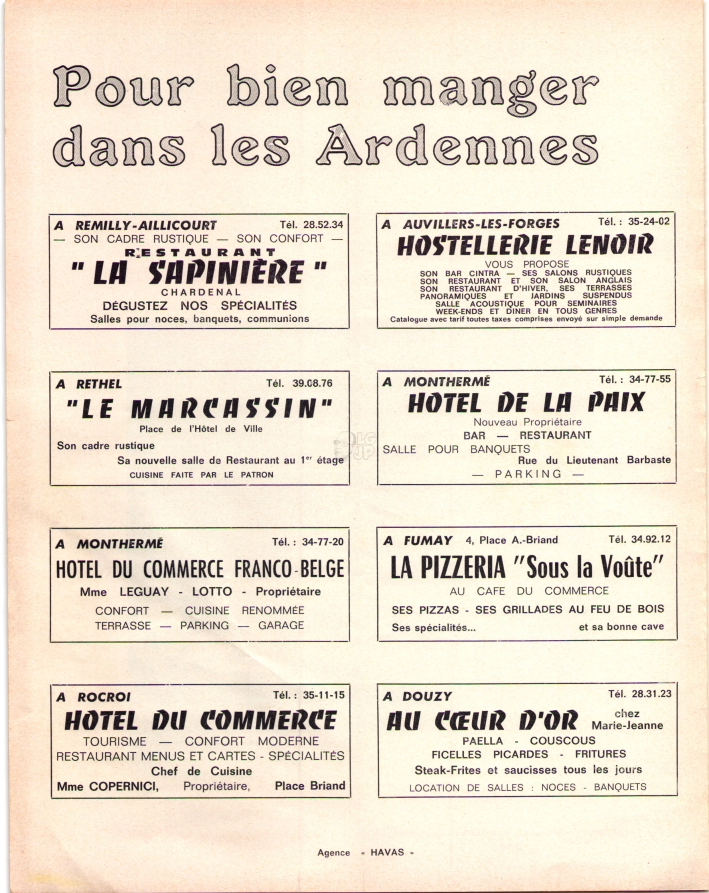 Pour bien manger
dans les Ardennes
A REMILLY-AILLICOURT Tél. 28.52.34
— SON CADRE RUSTIQUE — SON CONFORT —
RESTAURANT
" LA SAPINIÈRE "
CHARDENAL
DÉGUSTEZ NOS SPÉCIALITÉS
Salles pour noces, banquets, communions
A AUVILLERS-LES-FORGES Tél. : 35-24-02
HOSTELLERIE LENOIR
VOUS PROPOSE
SON BAR CINTRA — SES SALONS RUSTIQUES
SON RESTAURANT ET SON SALON ANGLAIS
SON RESTAURANT D'HIVER, SES TERRASSES
PANORAMIQUES ET JARDINS SUSPENDUS
SALLE ACOUSTIQUE POUR SEMINAIRES
WEEK-ENDS ET DINER EN TOUS GENRES
Catalogue avec tarif toutes taxes comprises envoyé sur simple demande
A RETHEL Tél. 39.08.76
"LE MARCASSIN"
Place de l'Hôtel de Ville
Son cadre rustique
Sa nouvelle salle de Restaurant au 1er étage
CUISINE FAITE PAR LE PATRON
A MONTHERMÉ Tél. : 34-77-55
HOTEL DE LA PAIX
Nouveau Propriétaire
BAR — RESTAURANT
SALLE POUR BANQUETS
Rue du Lieutenant Barbaste
— PARKING —
A MONTHERMÉ Tél. : 34-77-20
HOTEL DU COMMERCE FRANCO-BELGE
Mme LEGUAY - LOTTO - Propriétaire
CONFORT — CUISINE RENOMMÉE
TERRASSE — PARKING — GARAGE
A FUMAY 4, Place A.-Briand Tél. 34.92.12
LA PIZZERIA "Sous la Voûte"
AU CAFE DU COMMERCE
SES PIZZAS - SES GRILLADES AU FEU DE BOIS
Ses spécialités... et sa bonne cave
A ROCROI Tél. : 35-11-15
HOTEL DU COMMERCE
TOURISME — CONFORT MODERNE
RESTAURANT MENUS ET CARTES - SPÉCIALITÉS
Chef de Cuisine
Mme COPERNICI, Propriétaire, Place Briand
A DOUZY Tél. 28.31.23
AU CŒUR D'OR chez
Marie-Jeanne
PAELLA - COUSCOUS
FICELLES PICARDES - FRITURES
Steak-Frites et saucisses tous les jours
LOCATION DE SALLES : NOCES - BANQUETS
Agence - HAVAS -